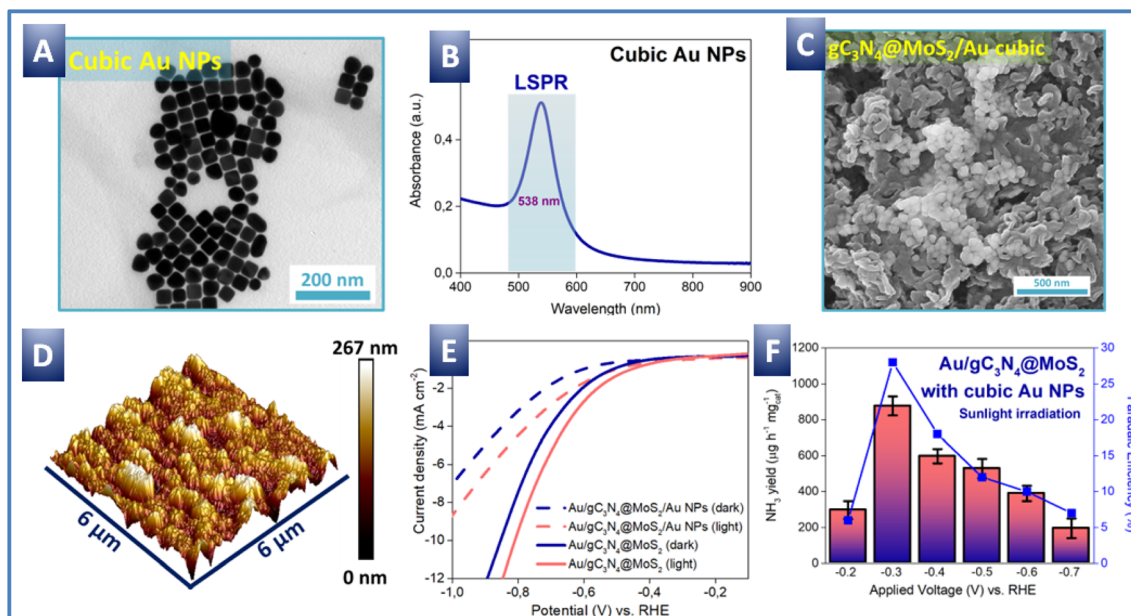 A
Cubic Au NPs
200 nm
B
Cubic Au NPs
LSPR
538 nm
Absorbance (a.u.)
0,4
0,2
0,0
400 500 600 700 800 900
Wavelength (nm)
C
gC₃N₄@MoS₂/Au cubic
500 nm
D
267 nm
0 nm
6 μm
6 μm
E
Current density (mA cm⁻²)
-2
-4
-6
-8
-10
-12
Au/gC₃N₄@MoS₂/Au NPs (dark)
Au/gC₃N₄@MoS₂/Au NPs (light)
Au/gC₃N₄@MoS₂ (dark)
Au/gC₃N₄@MoS₂ (light)
-1,0 -0,8 -0,6 -0,4 -0,2
Potential (V) vs. RHE
F
Au/gC₃N₄@MoS₂
with cubic Au NPs
Sunlight irradiation
NH₃ yield (μg h⁻¹ mg⁻¹cat)
1200
1000
800
600
400
200
0
30
25
20
15
10
5
0
-0.2 -0.3 -0.4 -0.5 -0.6 -0.7
Applied Voltage (V) vs. RHE